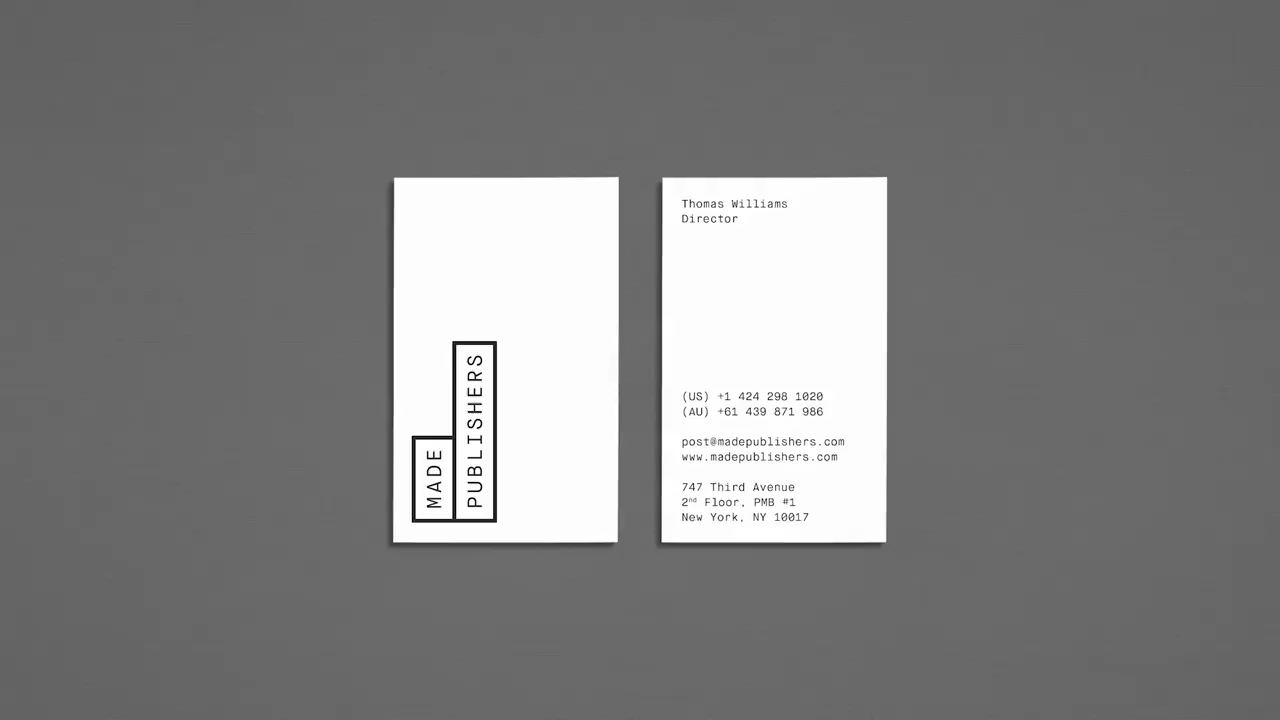 MADE
PUBLISHERS
Thomas Williams
Director
(US) +1 424 298 1020
(AU) +61 439 871 986
post@madepublishers.com
www.madepublishers.com
747 Third Avenue
2nd Floor, PMB #1
New York, NY 10017